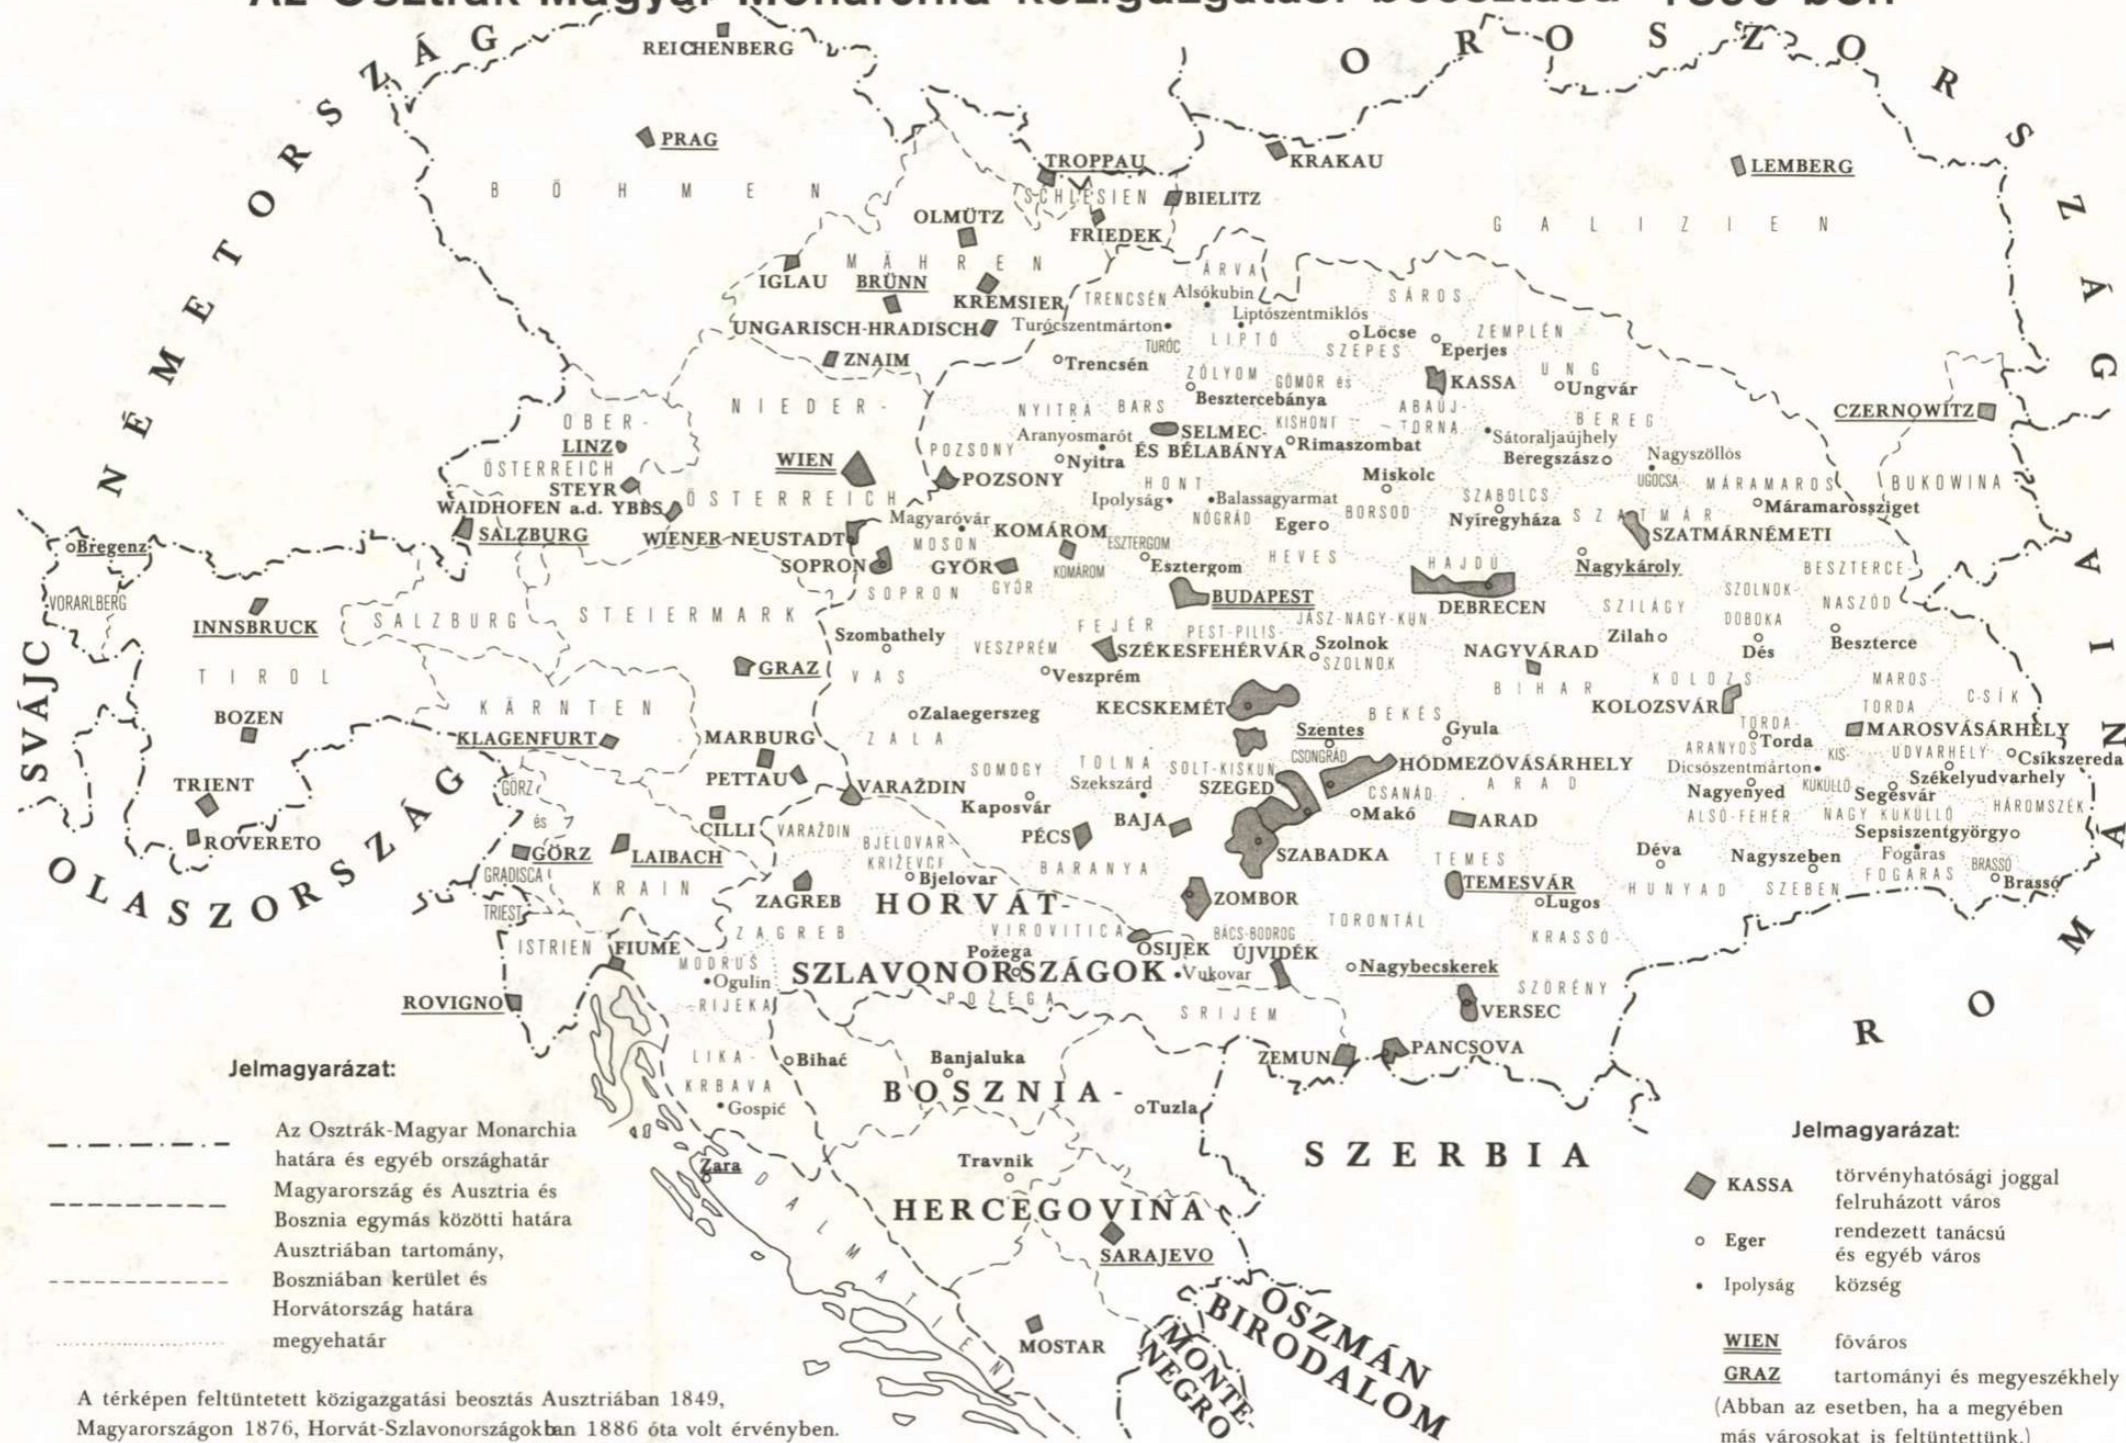 NÉMETORSZÁG
OROSZORSZÁG
REICHENBERG
PRAG
BÖHMEN
TROPPAU
SCHLESIEN
KRAKAU
BIELITZ
LEMBERG
GALIZIEN
OLMÜTZ
FRIEDEK
MÄHREN
IGLAU
BRÜNN
KREMSIER
UNGARISCH-HRADISCH
ZNAIM
ÁRVA
TRENCSÉN
Alsókubin
SÁROS
Turócszentmárton
Liptószentmiklós
TURÓC
LIPTÓ
Lőcse
SZEPES
ZEMPLÉN
Eperjes
Trencsén
ZÓLYOM
GÖMÖR és
KISHONT
KASSA
UNG
Ungvár
CZERNOWITZ
Besztercebánya
NYITRA
BARS
ABAÚJ-
TORNA
BEREG
NIEDER-
ÖSTERREICH
OBER-
ÖSTERREICH
LINZ
WIEN
POZSONY
POZSONY
Aranyosmarót
SELMEC-
ÉS BÉLABÁNYA
Rimaszombat
Sátoraljaújhely
Beregszász
Nagyszöllős
UGOCSA
MÁRAMAROS
BUKOWINA
Nyitra
STEYR
WAIDHOFEN a.d. YBBS
SALZBURG
WIENER-NEUSTADT
HONT
Ipolyság
Balassagyarmat
NÓGRÁD
Miskolc
BORSOD
SZABOLCS
Nyíregyháza
SZATMÁR
Máramarossziget
SZATMÁRNÉMETI
Magyaróvár
MOSON
KOMÁROM
ESZTERGOM
Eger
HEVES
Bregenz
VORARLBERG
SOPRON
GYŐR
KOMÁROM
Esztergom
HAJDÚ
Nagykároly
BESZTERCE-
NASZÓD
SOPRON
GYŐR
BUDAPEST
DEBRECEN
SZILÁGY
SZOLNOK-
DOBOKA
SVÁJC
INNSBRUCK
TIROL
SALZBURG
STEIERMARK
Szombathely
VESZPRÉM
FEJÉR
PEST-PILIS-
JÁSZ-NAGY-KUN-
SZÉKESFEHÉRVÁR
Szolnok
SZOLNOK
NAGYVÁRAD
Zilah
Dés
Beszterce
GRAZ
VAS
Veszprém
BIHAR
KOLOZS
MAROS-
TORDA
CSÍK
KÄRNTEN
BOZEN
KECSKEMÉT
KOLOZSVÁR
KLAGENFURT
MARBURG
Zalaegerszeg
ZALA
Szentes
BÉKÉS
Gyula
TORDA-
ARANYOS
Torda
MAROSVÁSÁRHELY
CSONGRÁD
TOLNA
SOLT-KISKUN
HÓDMEZŐVÁSÁRHELY
Dicsőszentmárton
KIS-
KÜKÜLLŐ
UDVARHELY
Csíkszereda
TRIENT
PETTAU
GÖRZ
és
GRADISCA
SOMOGY
Szekszárd
SZEGED
CSANÁD
ARAD
Nagyenyed
Segesvár
Székelyudvarhely
VARAŽDIN
Kaposvár
Makó
ARAD
ALSÓ-FEHÉR
NAGY KÜKÜLLŐ
HÁROMSZÉK
ROVERETO
OLASZORSZÁG
CILLI
VARAŽDIN
BJELOVAR-
KRIŽEVCI
PÉCS
BAJA
Sepsiszentgyörgy
GÖRZ
LAIBACH
KRAIN
Bjelovar
BARANYA
SZABADKA
TEMES
Déva
Nagyszeben
Fogaras
FOGARAS
BRASSÓ
Brassó
ZAGREB
HORVÁT-
SZLAVONORSZÁGOK
ZOMBOR
TEMESVÁR
Lugos
HUNYAD
SZEBEN
TRIEST
ISTRIEN
FIUME
ZAGREB
VIROVITICA
OSIJEK
BÁCS-BODROG
ÚJVIDÉK
TORONTÁL
KRASSÓ-
SZÖRÉNY
MODRUŠ
RIJEKA
Ogulin
Požega
Vukovar
Nagybecskerek
ROVIGNO
POŽEGA
SRIJEM
VERSEC
ROMÁNIA
LIKA-
KRBAVA
Bihać
Banjaluka
ZEMUN
PANCSOVA
Gospić
BOSZNIA-
HERCEGOVINA
Tuzla
SZERBIA
Zara
DALMATIEN
Travnik
SARAJEVO
MOSTAR
OSZMÁN
BIRODALOM
MONTE-
NEGRO
Jelmagyarázat:
Az Osztrák-Magyar Monarchia
határa és egyéb országhatár
Magyarország és Ausztria és
Bosznia egymás közötti határa
Ausztriában tartomány,
Boszniában kerület és
Horvátország határa
megyehatár
A térképen feltüntetett közigazgatási beosztás Ausztriában 1849,
Magyarországon 1876, Horvát-Szlavonországokban 1886 óta volt érvényben.
Jelmagyarázat:
KASSA törvényhatósági joggal
felruházott város
Eger rendezett tanácsú
és egyéb város
Ipolyság község
WIEN főváros
GRAZ tartományi és megyeszékhely
(Abban az esetben, ha a megyében
más városokat is feltüntettünk.)